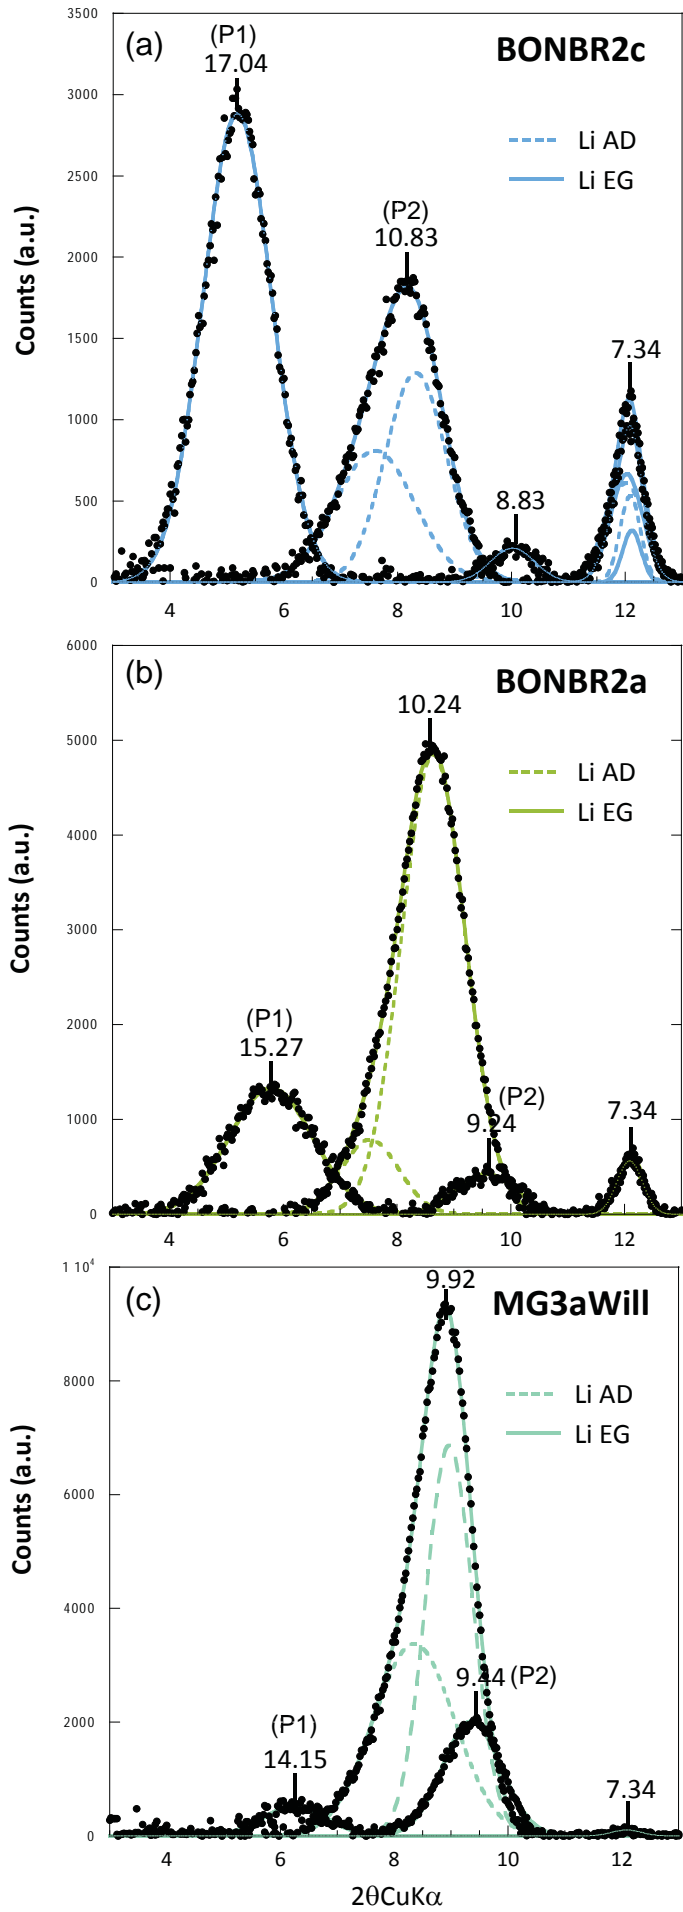 (a)
BONBR2c
(P1)
17.04
Li AD
Li EG
(P2)
10.83
7.34
8.83
Counts (a.u.)
3500
3000
2500
2000
1500
1000
500
0
4 6 8 10 12
(b)
BONBR2a
10.24
Li AD
Li EG
(P1)
15.27
(P2)
9.24
7.34
Counts (a.u.)
6000
5000
4000
3000
2000
1000
0
4 6 8 10 12
(c)
MG3aWill
9.92
Li AD
Li EG
9.44 (P2)
(P1)
14.15
7.34
Counts (a.u.)
1 10⁴
8000
6000
4000
2000
0
4 6 8 10 12
2θCuKα